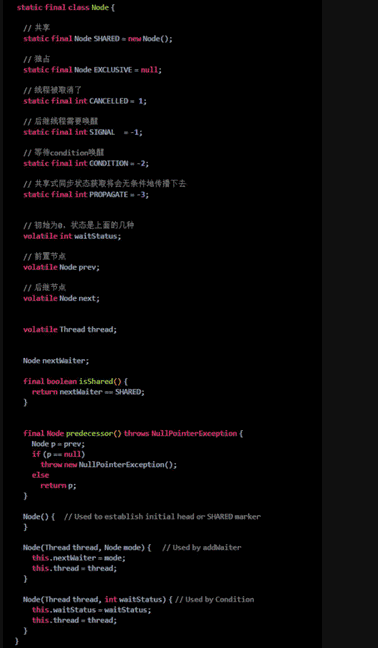 static final class Node {
// 共享
static final Node SHARED = new Node();
// 独占
static final Node EXCLUSIVE = null;
// 线程被取消了
static final int CANCELLED = 1;
// 后继线程需要唤醒
static final int SIGNAL = -1;
// 等待condition唤醒
static final int CONDITION = -2;
// 共享式同步状态获取将会无条件地传播下去
static final int PROPAGATE = -3;
// 初始为0，状态是上面的几种
volatile int waitStatus;
// 前置节点
volatile Node prev;
// 后继节点
volatile Node next;
volatile Thread thread;
Node nextWaiter;
final boolean isShared() {
return nextWaiter == SHARED;
}
final Node predecessor() throws NullPointerException {
Node p = prev;
if (p == null)
throw new NullPointerException();
else
return p;
}
Node() { // Used to establish initial head or SHARED marker
}
Node(Thread thread, Node mode) { // Used by addWaiter
this.nextWaiter = mode;
this.thread = thread;
}
Node(Thread thread, int waitStatus) { // Used by Condition
this.waitStatus = waitStatus;
this.thread = thread;
}
}